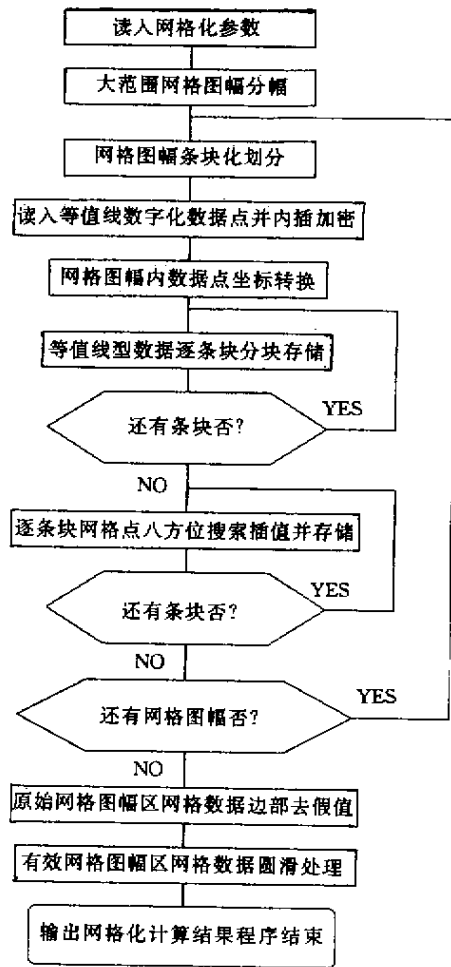 读入网格化参数
大范围网格图幅分幅
网格图幅条块化划分
读入等值线数字化数据点并内插加密
网格图幅内数据点坐标转换
等值线型数据逐条块分块存储
还有条块否?
YES
NO
逐条块网格点八方位搜索插值并存储
还有条块否?
YES
NO
还有网格图幅否?
YES
NO
原始网格图幅区网格数据边部去假值
有效网格图幅区网格数据圆滑处理
输出网格化计算结果程序结束